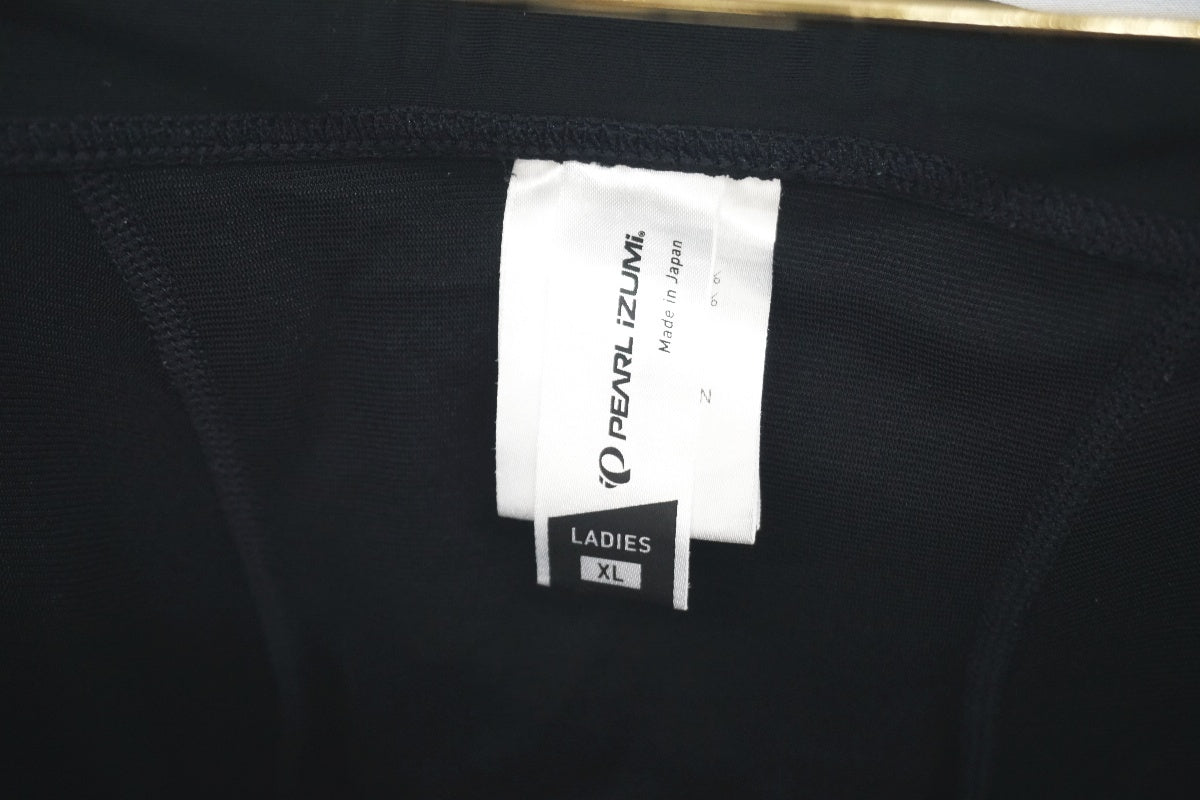 PEARL iZUMi®
Made in Japan
LADIES
XL